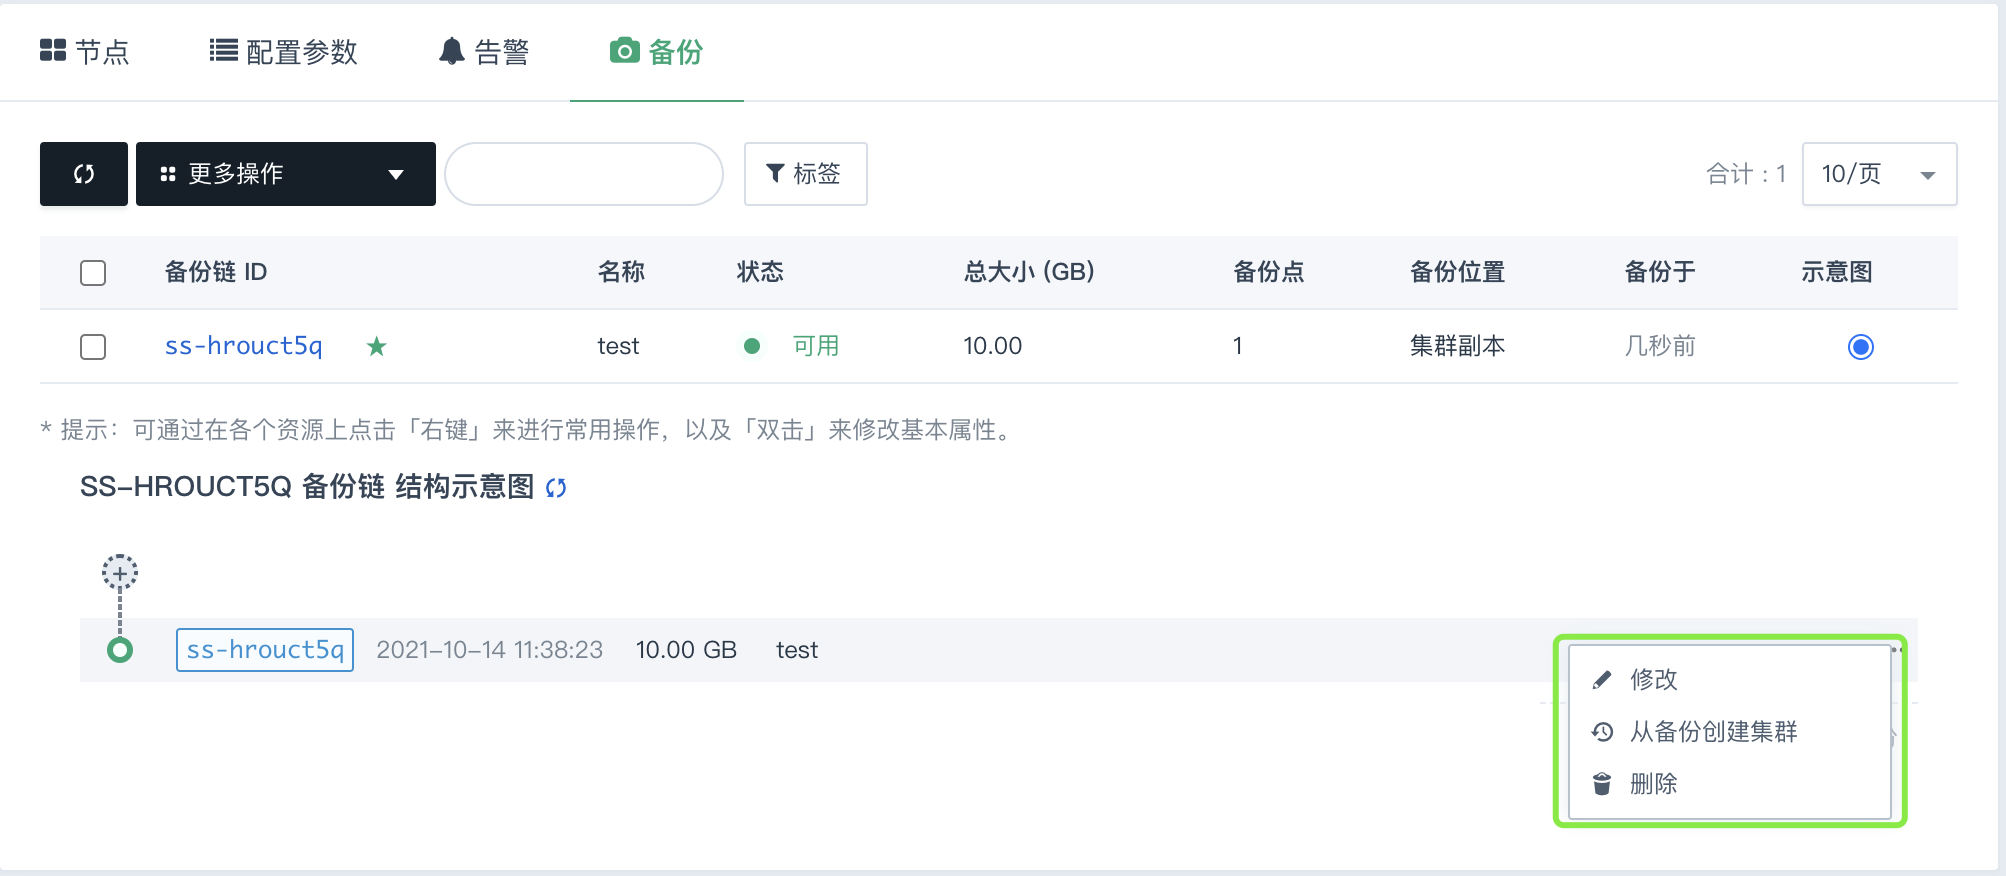 节点 配置参数 告警 备份
更多操作 标签 合计：1 10/页
备份链 ID 名称 状态 总大小 (GB) 备份点 备份位置 备份于 示意图
ss-hrouct5q test 可用 10.00 1 集群副本 几秒前
* 提示：可通过在各个资源上点击「右键」来进行常用操作，以及「双击」来修改基本属性。
SS-HROUCT5Q 备份链 结构示意图
ss-hrouct5q 2021-10-14 11:38:23 10.00 GB test
修改
从备份创建集群
删除